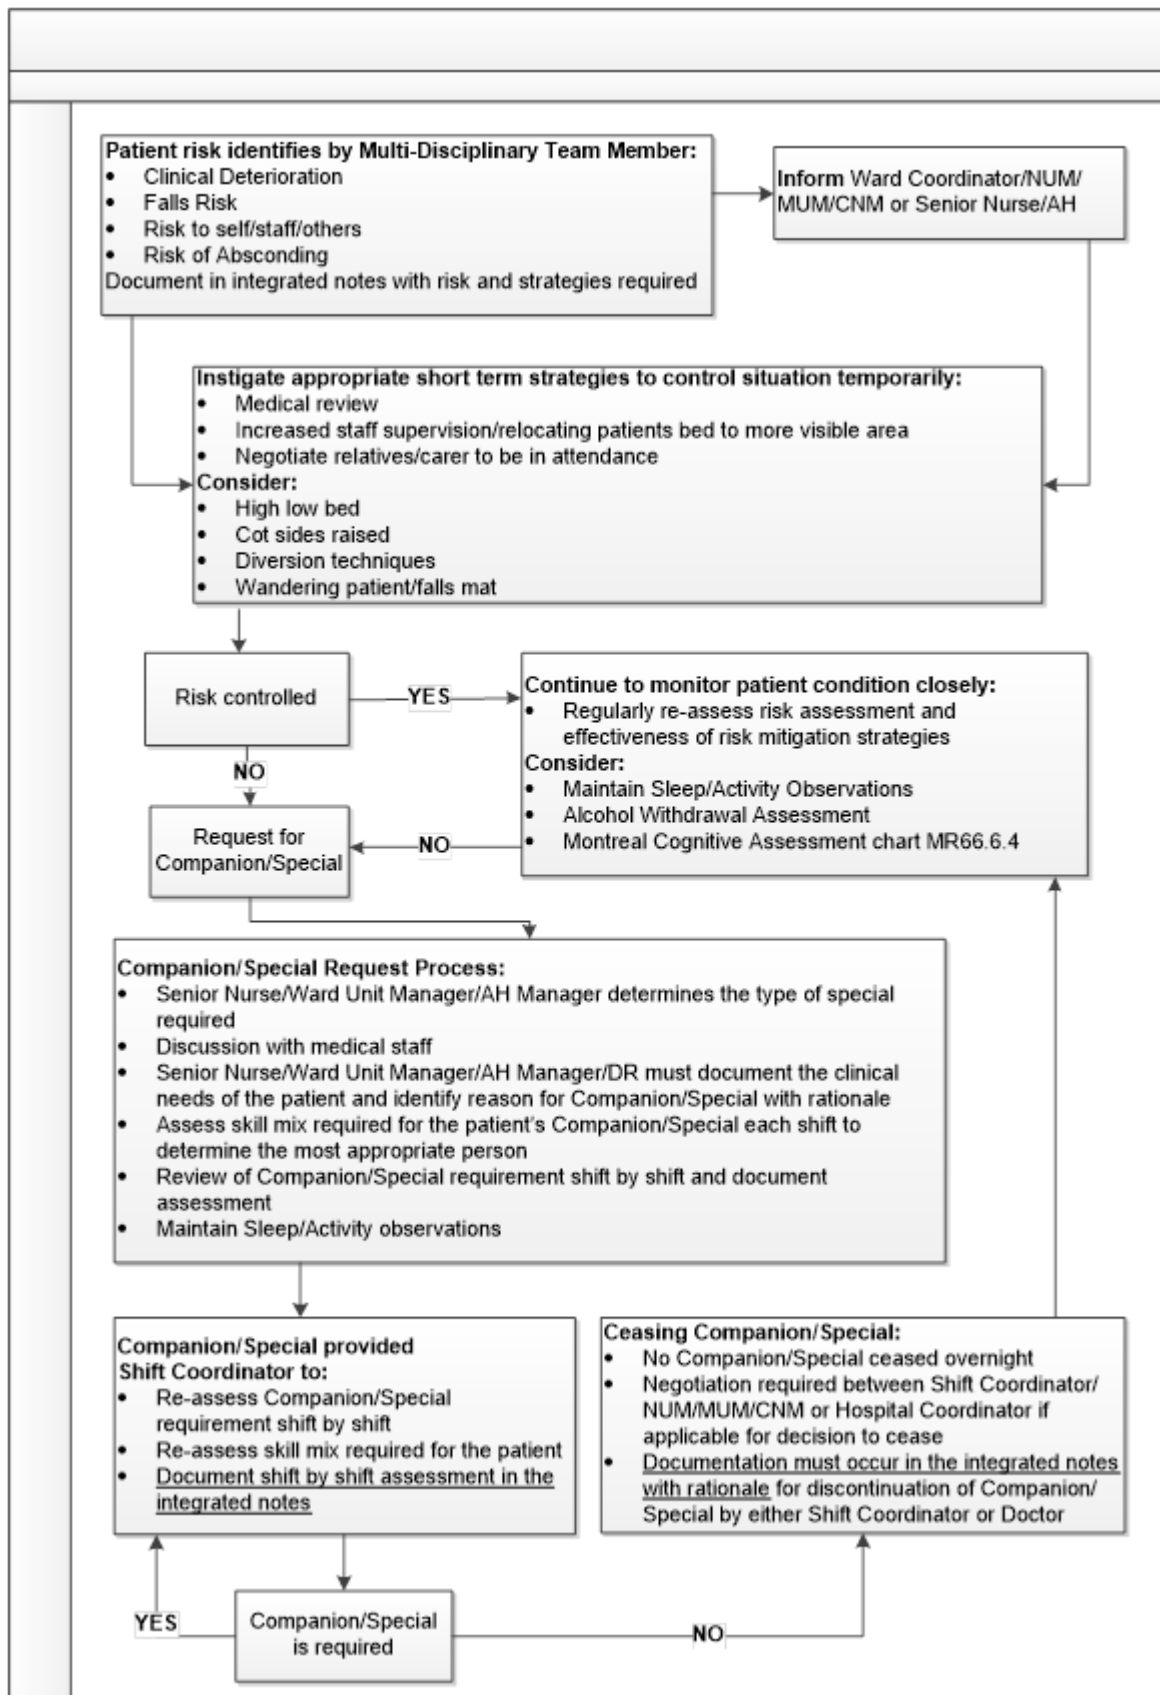 Patient risk identifies by Multi-Disciplinary Team Member:
• Clinical Deterioration
• Falls Risk
• Risk to self/staff/others
• Risk of Absconding
Document in integrated notes with risk and strategies required
Inform Ward Coordinator/NUM/
MUM/CNM or Senior Nurse/AH
Instigate appropriate short term strategies to control situation temporarily:
• Medical review
• Increased staff supervision/relocating patients bed to more visible area
• Negotiate relatives/carer to be in attendance
Consider:
• High low bed
• Cot sides raised
• Diversion techniques
• Wandering patient/falls mat
Risk controlled
YES
Continue to monitor patient condition closely:
• Regularly re-assess risk assessment and
effectiveness of risk mitigation strategies
Consider:
• Maintain Sleep/Activity Observations
• Alcohol Withdrawal Assessment
• Montreal Cognitive Assessment chart MR66.6.4
NO
Request for
Companion/Special
NO
Companion/Special Request Process:
• Senior Nurse/Ward Unit Manager/AH Manager determines the type of special
required
• Discussion with medical staff
• Senior Nurse/Ward Unit Manager/AH Manager/DR must document the clinical
needs of the patient and identify reason for Companion/Special with rationale
• Assess skill mix required for the patient's Companion/Special each shift to
determine the most appropriate person
• Review of Companion/Special requirement shift by shift and document
assessment
• Maintain Sleep/Activity observations
Companion/Special provided
Shift Coordinator to:
• Re-assess Companion/Special
requirement shift by shift
• Re-assess skill mix required for the patient
• Document shift by shift assessment in the
integrated notes
Ceasing Companion/Special:
• No Companion/Special ceased overnight
• Negotiation required between Shift Coordinator/
NUM/MUM/CNM or Hospital Coordinator if
applicable for decision to cease
• Documentation must occur in the integrated notes
with rationale for discontinuation of Companion/
Special by either Shift Coordinator or Doctor
YES
Companion/Special
is required
NO